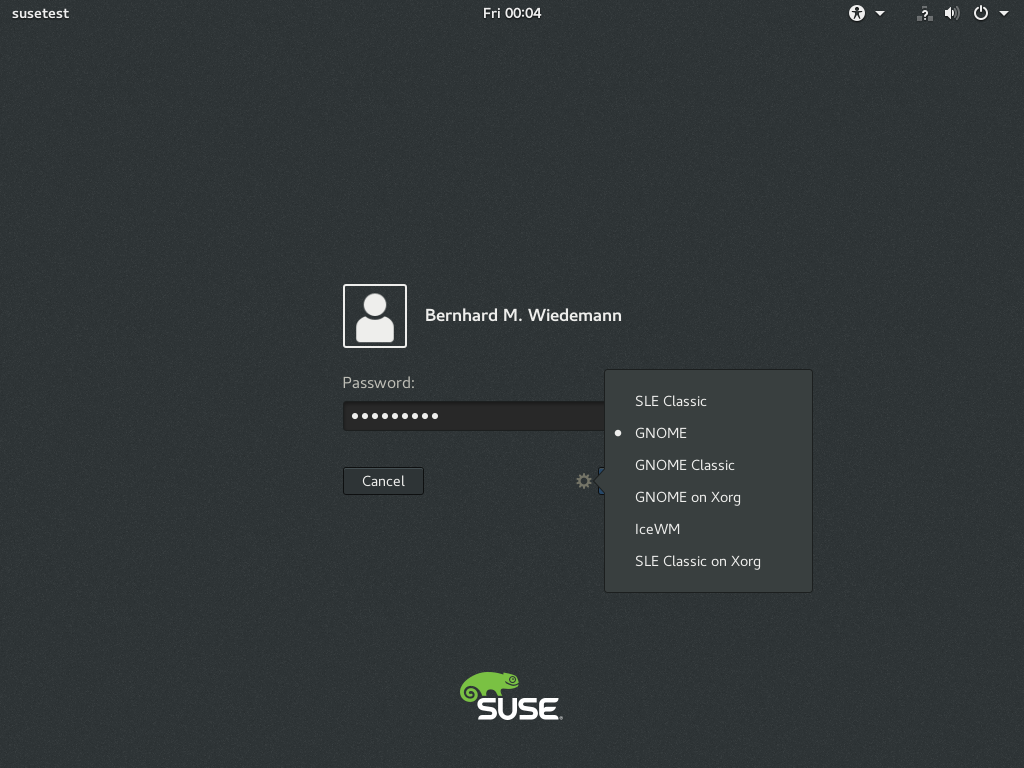 susetest
Fri 00:04
Bernhard M. Wiedemann
Password:
Cancel
SLE Classic
GNOME
GNOME Classic
GNOME on Xorg
IceWM
SLE Classic on Xorg
SUSE